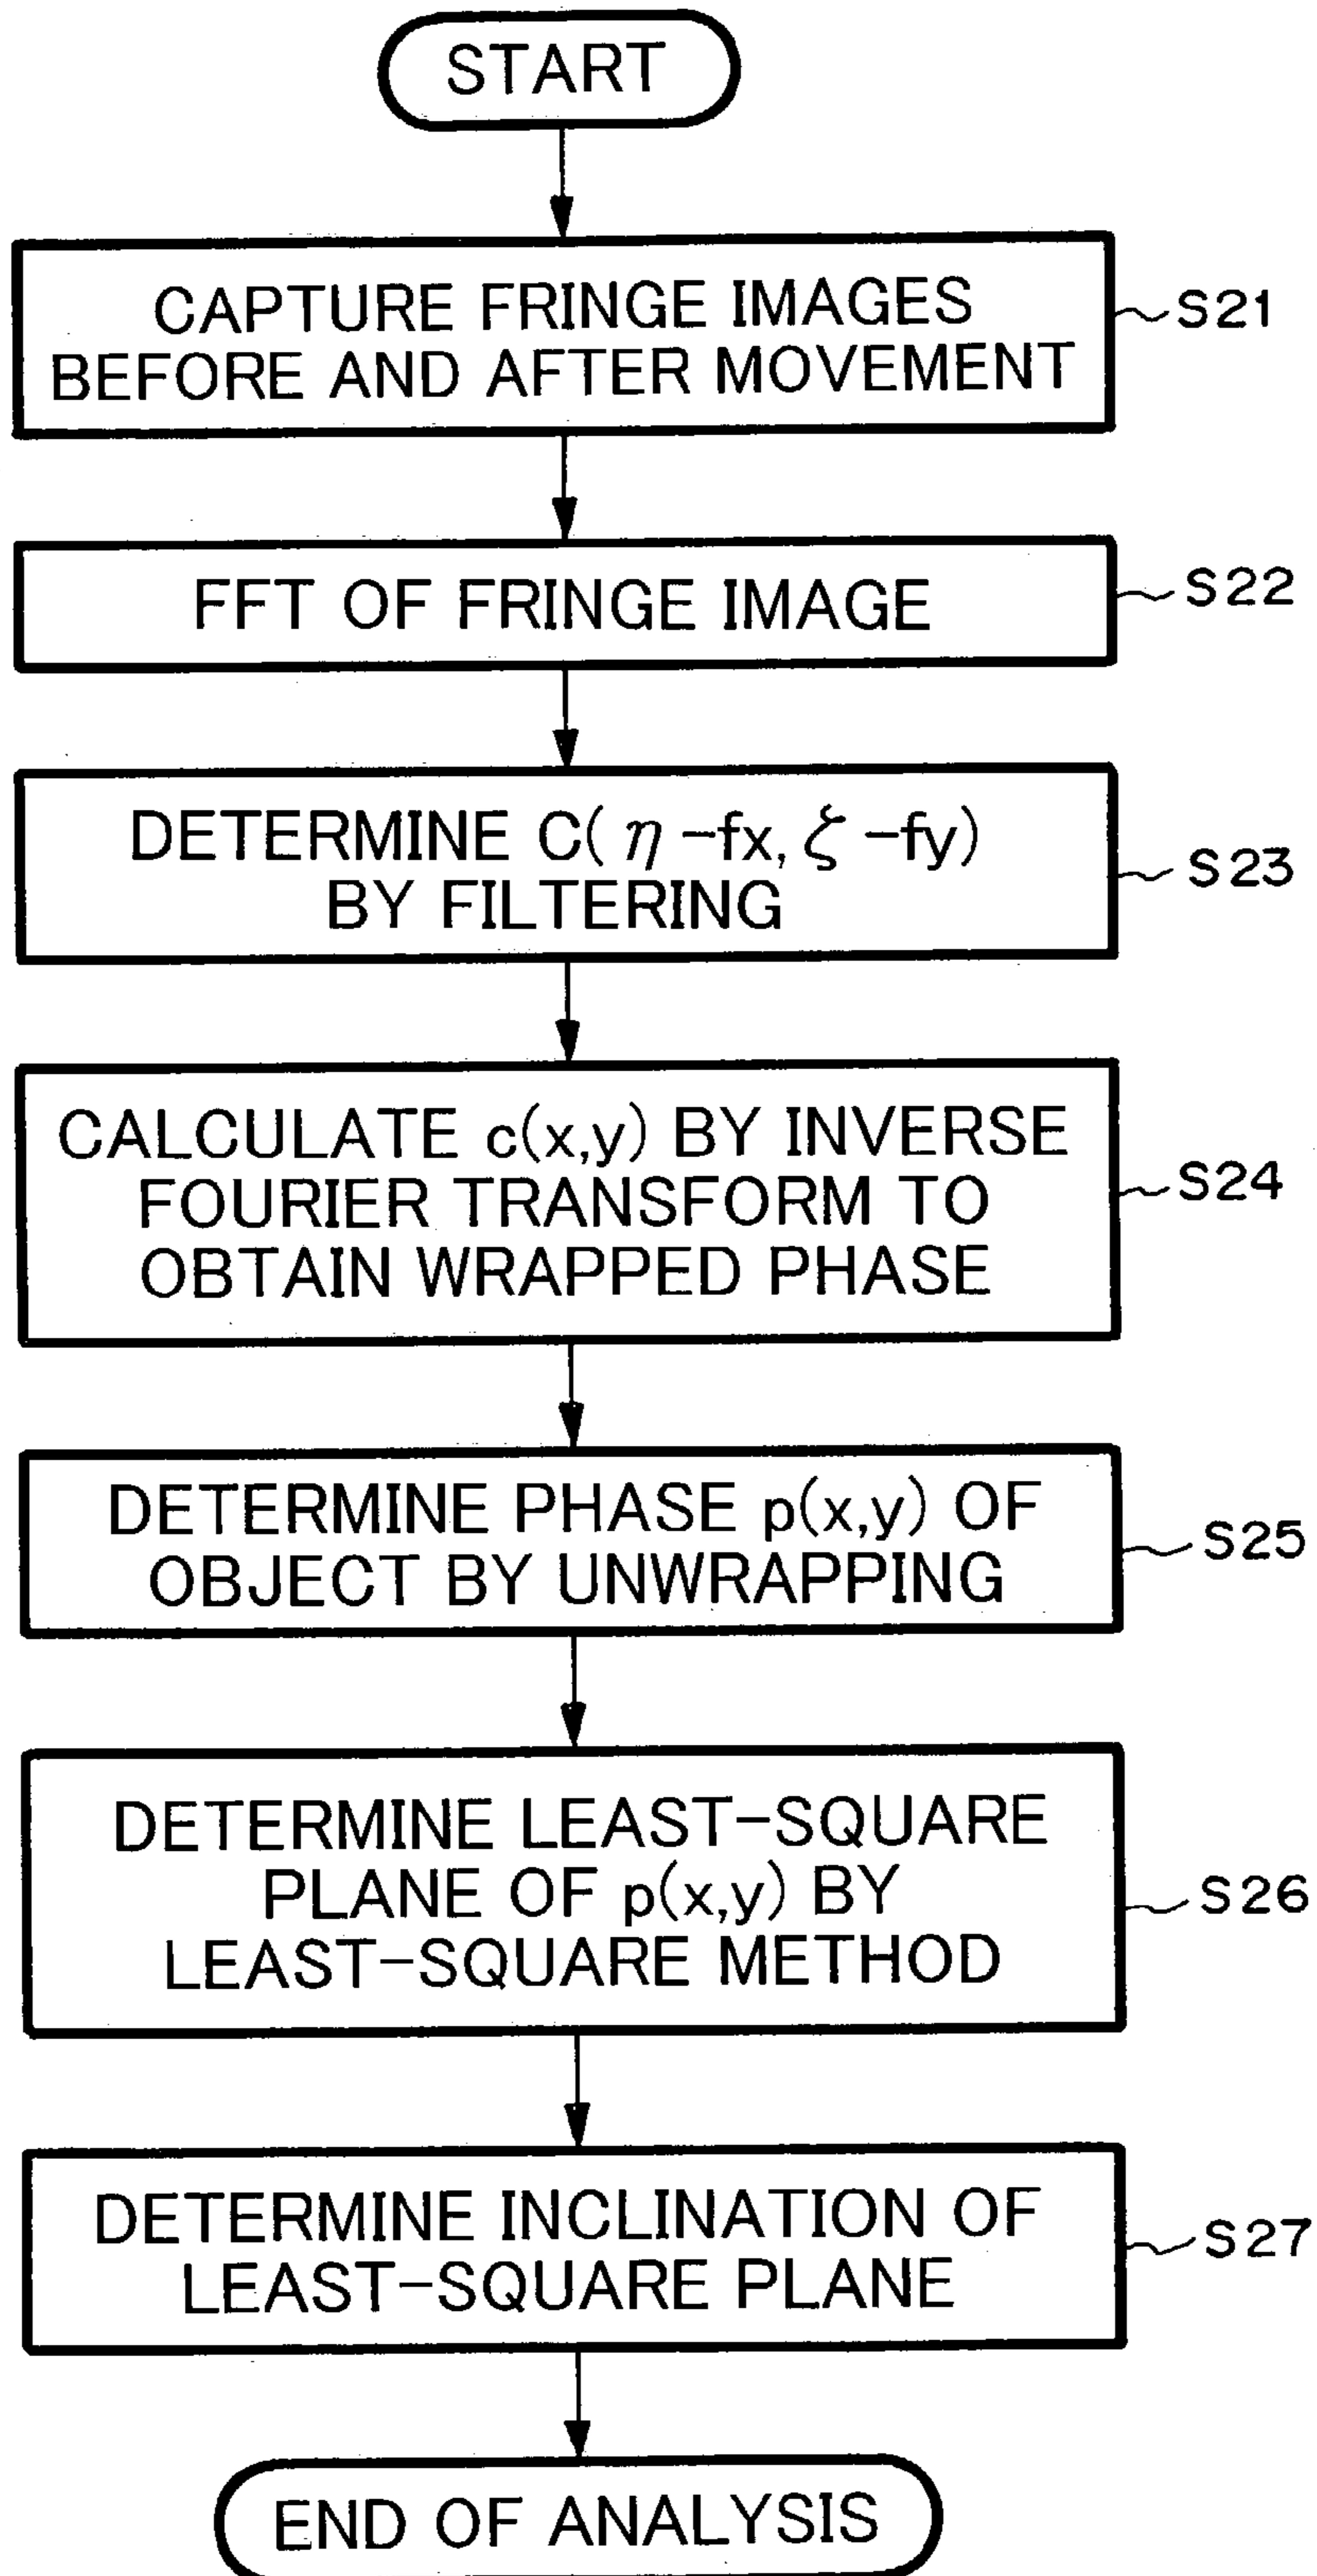 START
CAPTURE FRINGE IMAGES
BEFORE AND AFTER MOVEMENT
S21
FFT OF FRINGE IMAGE
S22
DETERMINE C( η -fx, ζ -fy)
BY FILTERING
S23
CALCULATE c(x,y) BY INVERSE
FOURIER TRANSFORM TO
OBTAIN WRAPPED PHASE
S24
DETERMINE PHASE p(x,y) OF
OBJECT BY UNWRAPPING
S25
DETERMINE LEAST-SQUARE
PLANE OF p(x,y) BY
LEAST-SQUARE METHOD
S26
DETERMINE INCLINATION OF
LEAST-SQUARE PLANE
S27
END OF ANALYSIS